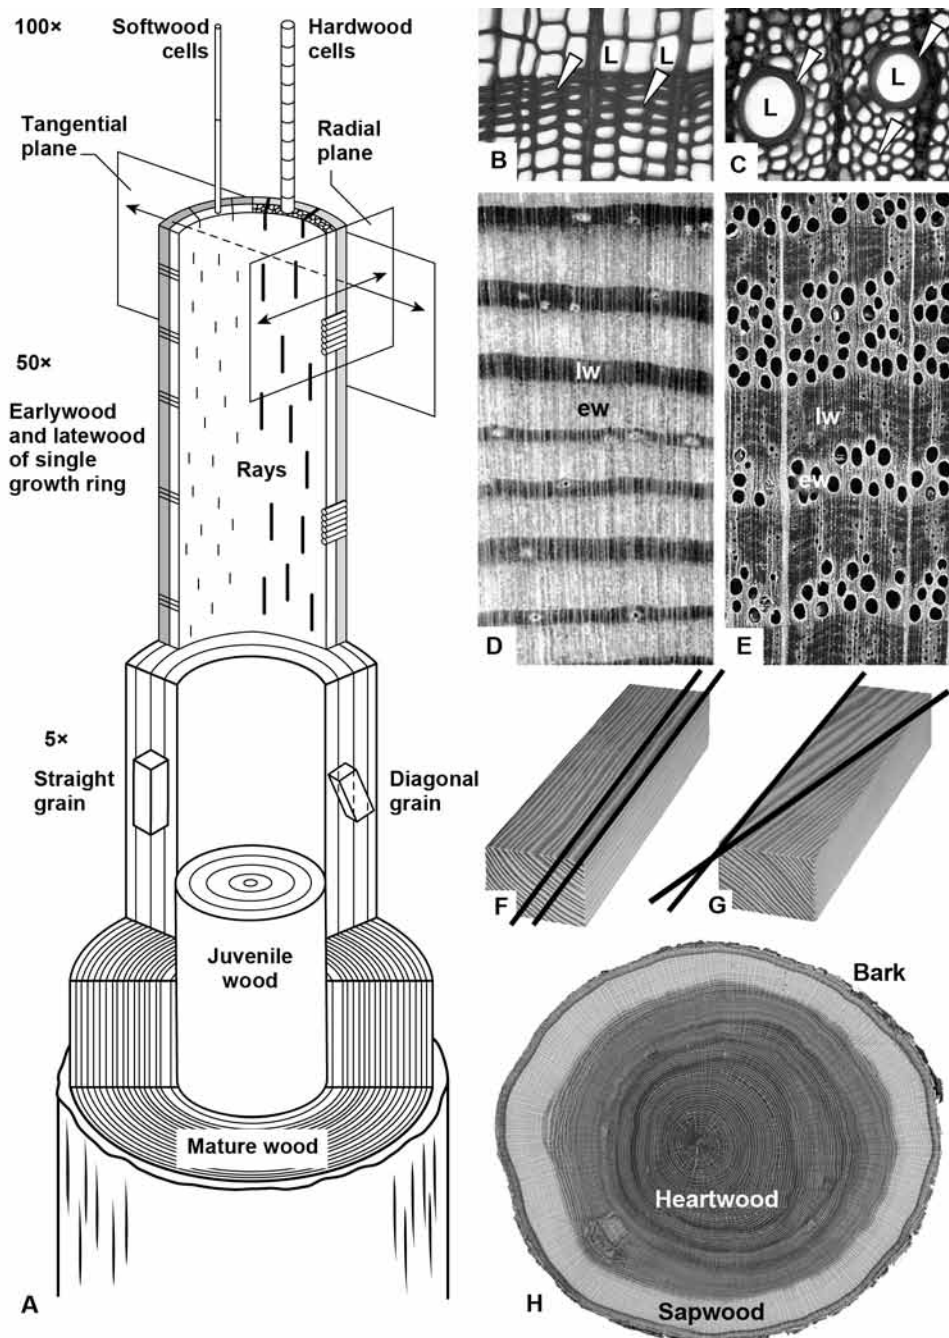 100×
Softwood
cells
Hardwood
cells
Tangential
plane
Radial
plane
50×
Earlywood
and latewood
of single
growth ring
Rays
5×
Straight
grain
Diagonal
grain
Juvenile
wood
Mature wood
A
L
L
B
L
L
C
lw
ew
D
lw
ew
E
F
G
Bark
Heartwood
Sapwood
H